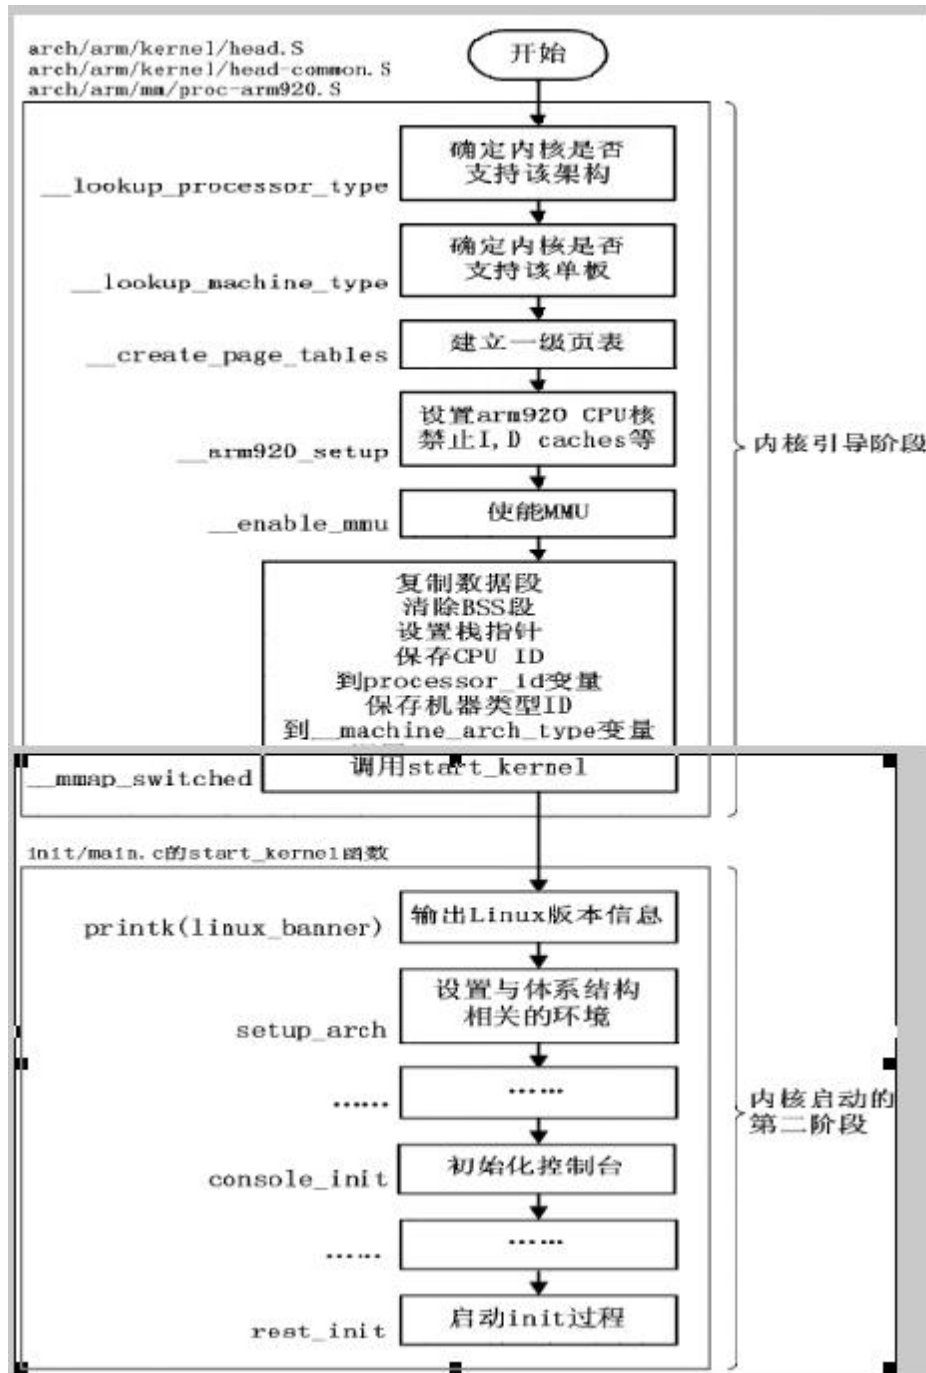 arch/arm/kernel/head.S
arch/arm/kernel/head-common.S
arch/arm/mm/proc-arm920.S
开始
确定内核是否
支持该架构
__lookup_processor_type
确定内核是否
支持该单板
__lookup_machine_type
建立一级页表
__create_page_tables
设置arm920 CPU核
禁止I,D caches等
__arm920_setup
内核引导阶段
使能MMU
__enable_mmu
复制数据段
清除BSS段
设置栈指针
保存CPU ID
到processor_id变量
保存机器类型ID
到__machine_arch_type变量
调用start_kernel
__mmap_switched
init/main.c的start_kernel函数
输出Linux版本信息
printk(linux_banner)
设置与体系结构
相关的环境
setup_arch
……
……
内核启动的
第二阶段
初始化控制台
console_init
……
……
启动init过程
rest_init